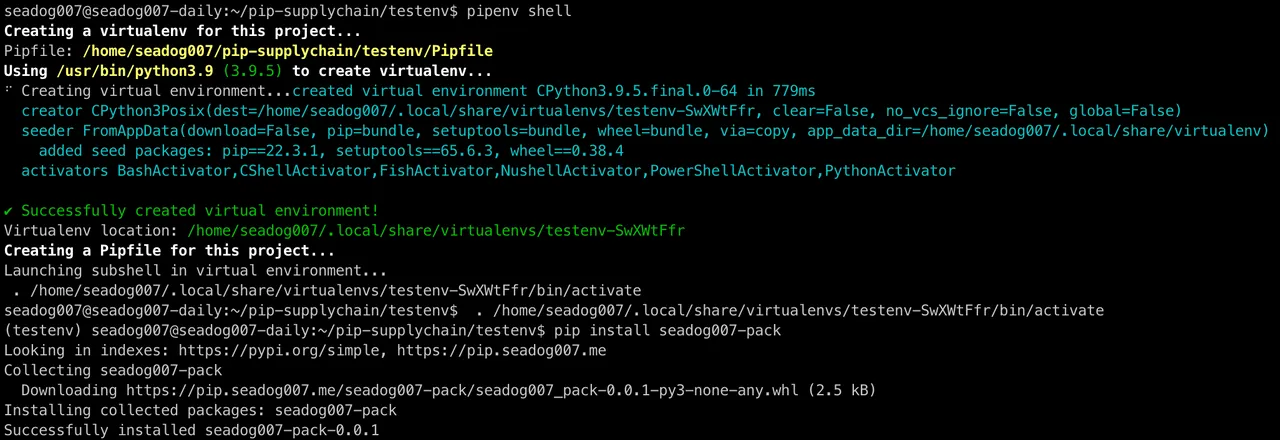 seadog007@seadog007-daily:~/pip-supplychain/testenv$ pipenv shell
Creating a virtualenv for this project...
Pipfile: /home/seadog007/pip-supplychain/testenv/Pipfile
Using /usr/bin/python3.9 (3.9.5) to create virtualenv...
⠋ Creating virtual environment...created virtual environment CPython3.9.5.final.0-64 in 779ms
  creator CPython3Posix(dest=/home/seadog007/.local/share/virtualenvs/testenv-SwXWtFfr, clear=False, no_vcs_ignore=False, global=False)
  seeder FromAppData(download=False, pip=bundle, setuptools=bundle, wheel=bundle, via=copy, app_data_dir=/home/seadog007/.local/share/virtualenv)
    added seed packages: pip==22.3.1, setuptools==65.6.3, wheel==0.38.4
  activators BashActivator,CShellActivator,FishActivator,NushellActivator,PowerShellActivator,PythonActivator
✔ Successfully created virtual environment!
Virtualenv location: /home/seadog007/.local/share/virtualenvs/testenv-SwXWtFfr
Creating a Pipfile for this project...
Launching subshell in virtual environment...
 . /home/seadog007/.local/share/virtualenvs/testenv-SwXWtFfr/bin/activate
seadog007@seadog007-daily:~/pip-supplychain/testenv$  . /home/seadog007/.local/share/virtualenvs/testenv-SwXWtFfr/bin/activate
(testenv) seadog007@seadog007-daily:~/pip-supplychain/testenv$ pip install seadog007-pack
Looking in indexes: https://pypi.org/simple, https://pip.seadog007.me
Collecting seadog007-pack
  Downloading https://pip.seadog007.me/seadog007-pack/seadog007_pack-0.0.1-py3-none-any.whl (2.5 kB)
Installing collected packages: seadog007-pack
Successfully installed seadog007-pack-0.0.1